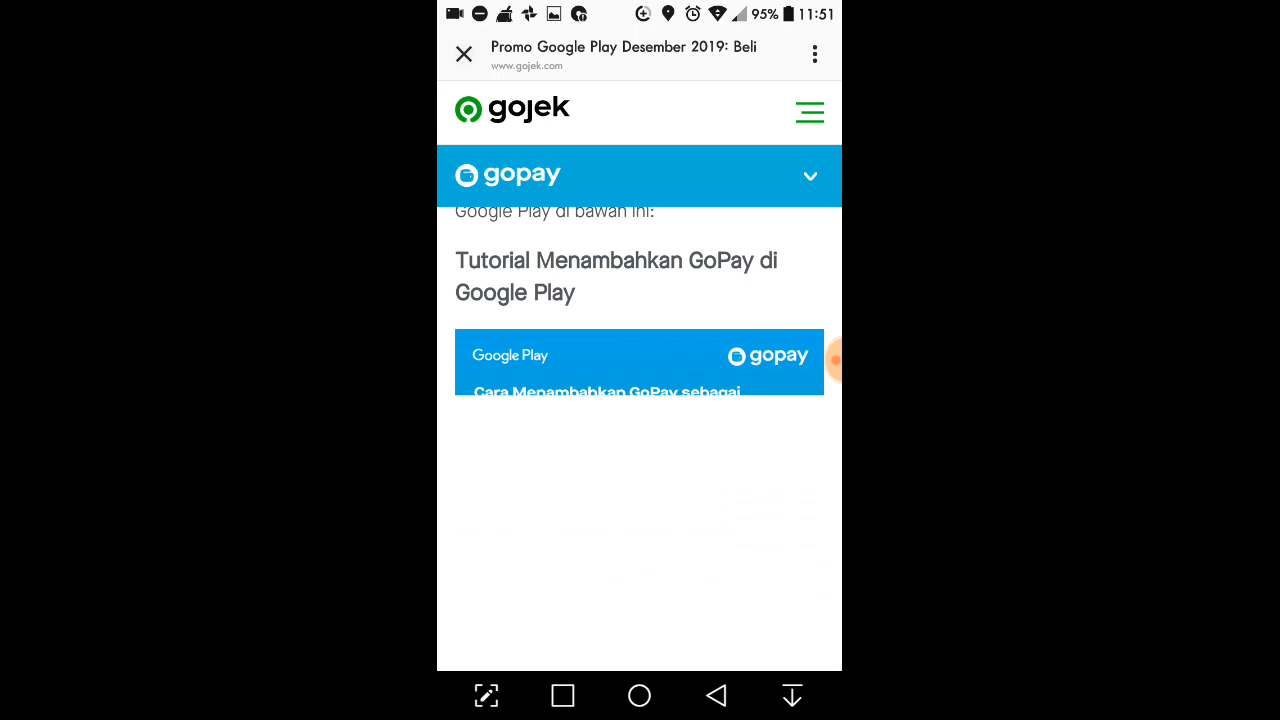 95% 11:51
Promo Google Play Desember 2019: Beli
www.gojek.com
gojek
gopay
Google Play di bawah ini:
Tutorial Menambahkan GoPay di
Google Play
Google Play gopay
Cara Menambahkan GoPay sebagai